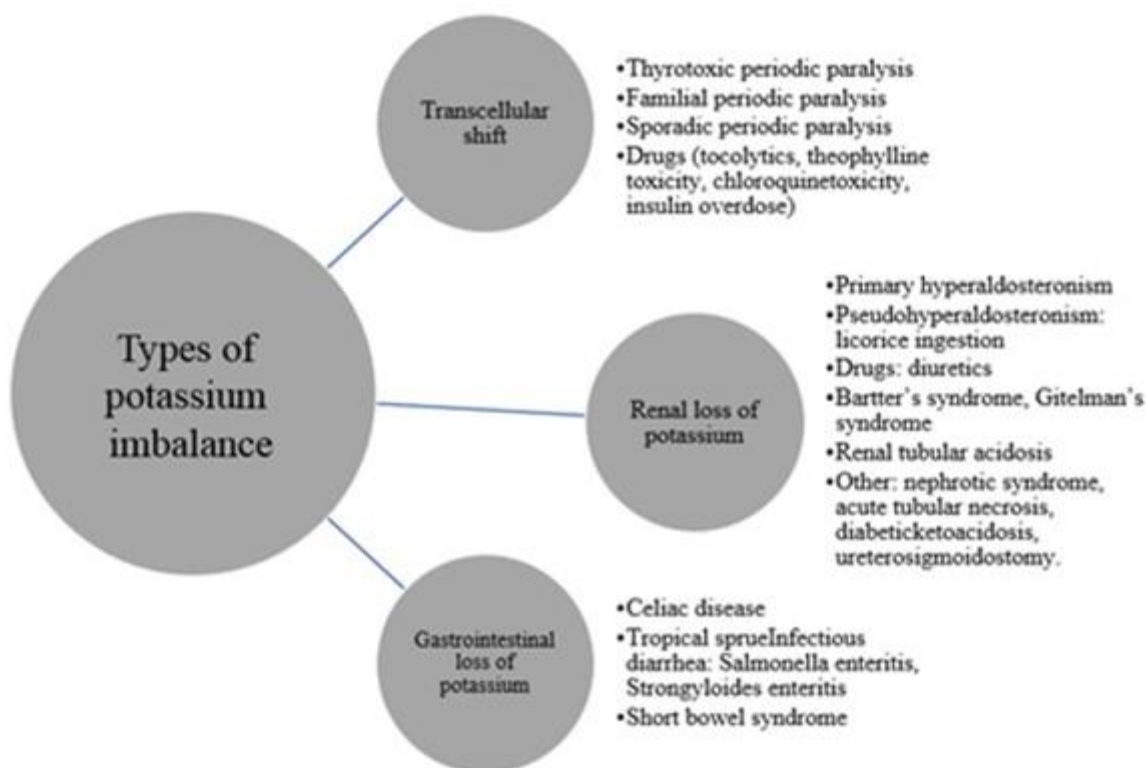 Types of
potassium
imbalance
Transcellular
shift
•Thyrotoxic periodic paralysis
•Familial periodic paralysis
•Sporadic periodic paralysis
•Drugs (tocolytics, theophylline
toxicity, chloroquinetoxicity,
insulin overdose)
Renal loss of
potassium
•Primary hyperaldosteronism
•Pseudohyperaldosteronism:
licorice ingestion
•Drugs: diuretics
•Bartter's syndrome, Gitelman's
syndrome
•Renal tubular acidosis
•Other: nephrotic syndrome,
acute tubular necrosis,
diabeticketoacidosis,
ureterosigmoidostomy.
Gastrointestinal
loss of
potassium
•Celiac disease
•Tropical sprueInfectious
diarrhea: Salmonella enteritis,
Strongyloides enteritis
•Short bowel syndrome